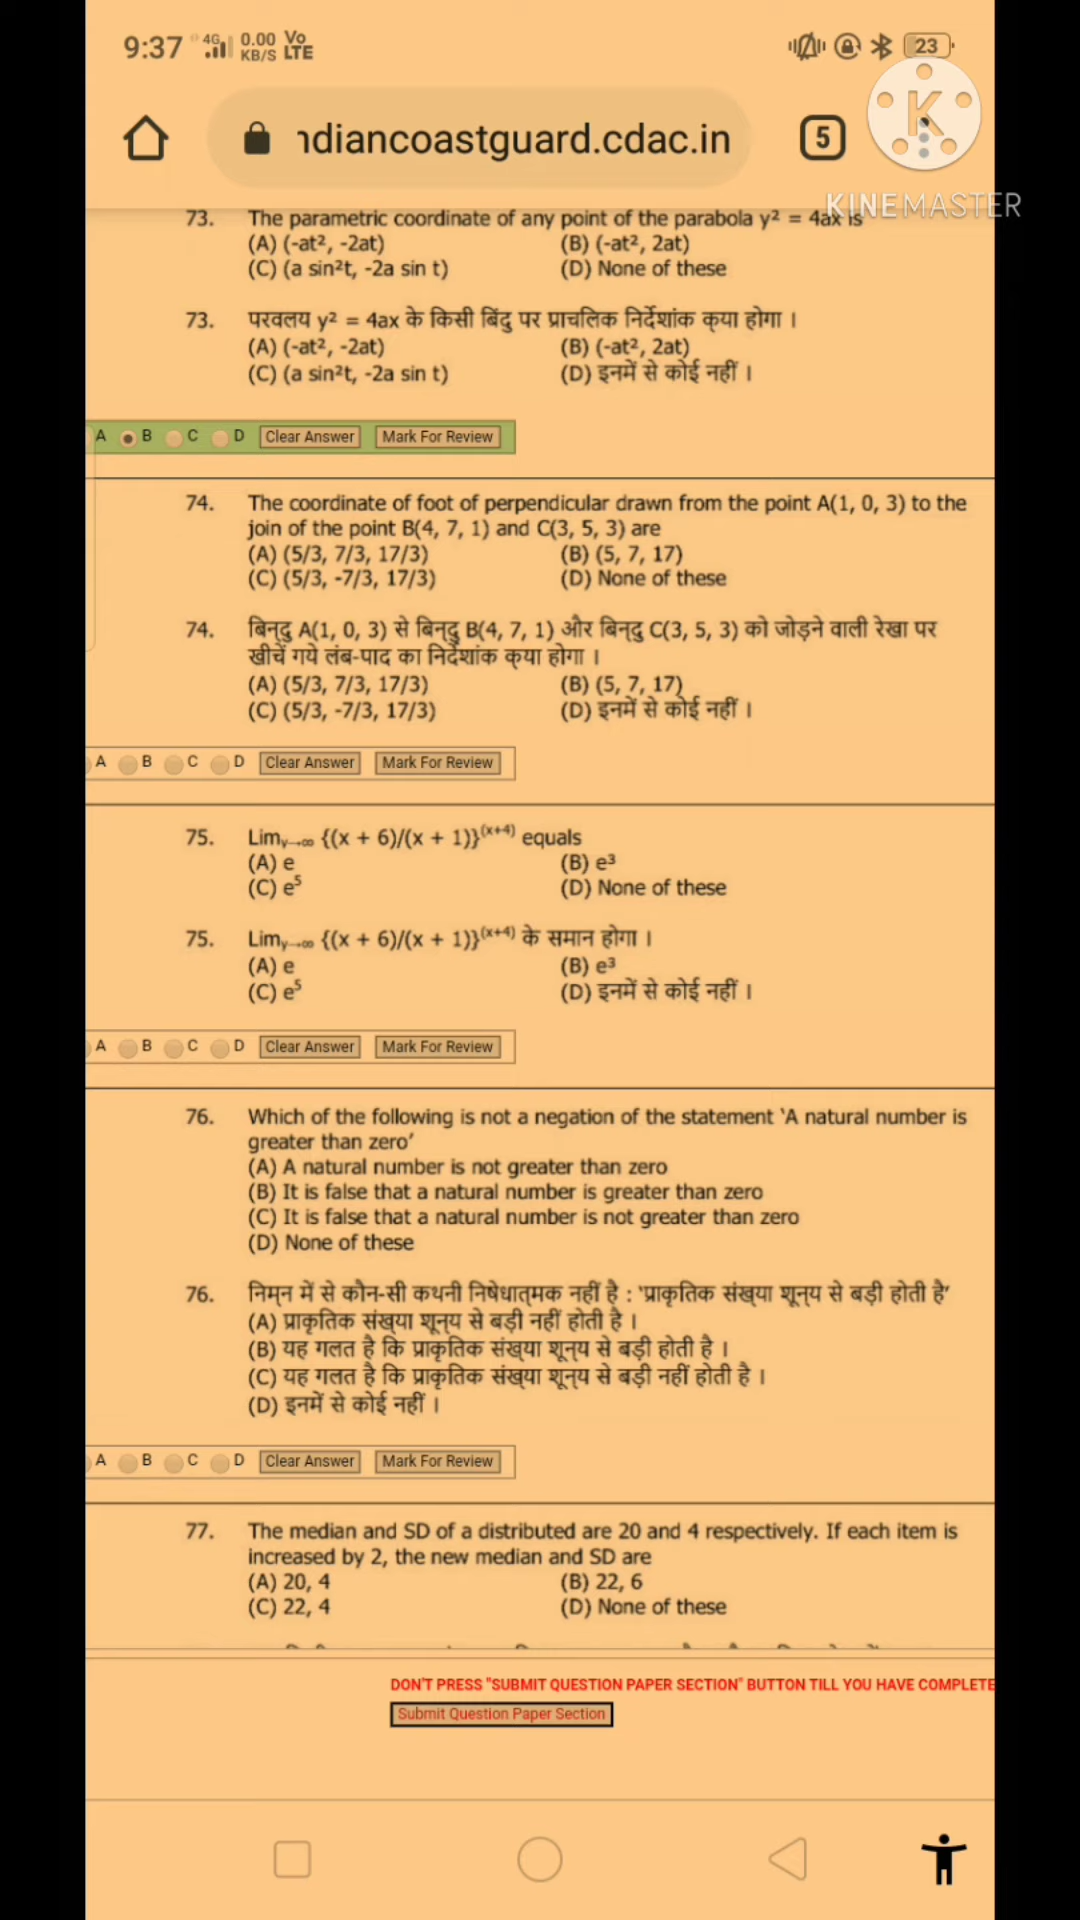 9:37 4G 0.00 KB/S Vo LTE 23
ndiancoastguard.cdac.in 5
K
KINEMASTER
73. The parametric coordinate of any point of the parabola y² = 4ax is
(A) (-at², -2at) (B) (-at², 2at)
(C) (a sin²t, -2a sin t) (D) None of these
73. परवलय y² = 4ax के किसी बिंदु पर प्राचलिक निर्देशांक क्या होगा ।
(A) (-at², -2at) (B) (-at², 2at)
(C) (a sin²t, -2a sin t) (D) इनमें से कोई नहीं ।
A B C D Clear Answer Mark For Review
74. The coordinate of foot of perpendicular drawn from the point A(1, 0, 3) to the
join of the point B(4, 7, 1) and C(3, 5, 3) are
(A) (5/3, 7/3, 17/3) (B) (5, 7, 17)
(C) (5/3, -7/3, 17/3) (D) None of these
74. बिन्दु A(1, 0, 3) से बिन्दु B(4, 7, 1) और बिन्दु C(3, 5, 3) को जोड़ने वाली रेखा पर
खीचें गये लंब-पाद का निर्देशांक क्या होगा ।
(A) (5/3, 7/3, 17/3) (B) (5, 7, 17)
(C) (5/3, -7/3, 17/3) (D) इनमें से कोई नहीं ।
A B C D Clear Answer Mark For Review
75. Lim y→∞ {(x + 6)/(x + 1)}⁽ˣ⁺⁴⁾ equals
(A) e (B) e³
(C) e⁵ (D) None of these
75. Lim y→∞ {(x + 6)/(x + 1)}⁽ˣ⁺⁴⁾ के समान होगा ।
(A) e (B) e³
(C) e⁵ (D) इनमें से कोई नहीं ।
A B C D Clear Answer Mark For Review
76. Which of the following is not a negation of the statement ‘A natural number is
greater than zero’
(A) A natural number is not greater than zero
(B) It is false that a natural number is greater than zero
(C) It is false that a natural number is not greater than zero
(D) None of these
76. निम्न में से कौन-सी कथनी निषेधात्मक नहीं है : ‘प्राकृतिक संख्या शून्य से बड़ी होती है’
(A) प्राकृतिक संख्या शून्य से बड़ी नहीं होती है ।
(B) यह गलत है कि प्राकृतिक संख्या शून्य से बड़ी होती है ।
(C) यह गलत है कि प्राकृतिक संख्या शून्य से बड़ी नहीं होती है ।
(D) इनमें से कोई नहीं ।
A B C D Clear Answer Mark For Review
77. The median and SD of a distributed are 20 and 4 respectively. If each item is
increased by 2, the new median and SD are
(A) 20, 4 (B) 22, 6
(C) 22, 4 (D) None of these
DON'T PRESS "SUBMIT QUESTION PAPER SECTION" BUTTON TILL YOU HAVE COMPLETE
Submit Question Paper Section